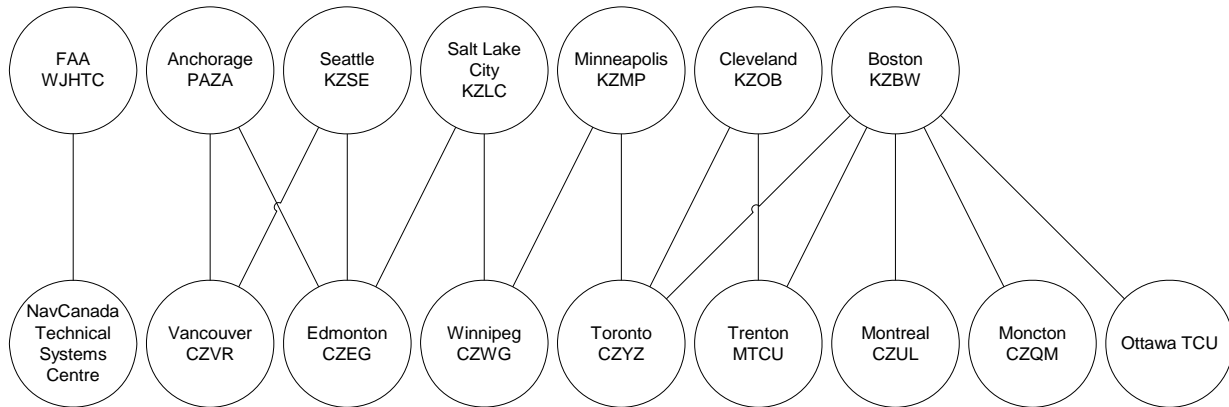 FAA
WJHTC
Anchorage
PAZA
Seattle
KZSE
Salt Lake
City
KZLC
Minneapolis
KZMP
Cleveland
KZOB
Boston
KZBW
NavCanada
Technical
Systems
Centre
Vancouver
CZVR
Edmonton
CZEG
Winnipeg
CZWG
Toronto
CZYZ
Trenton
MTCU
Montreal
CZUL
Moncton
CZQM
Ottawa TCU